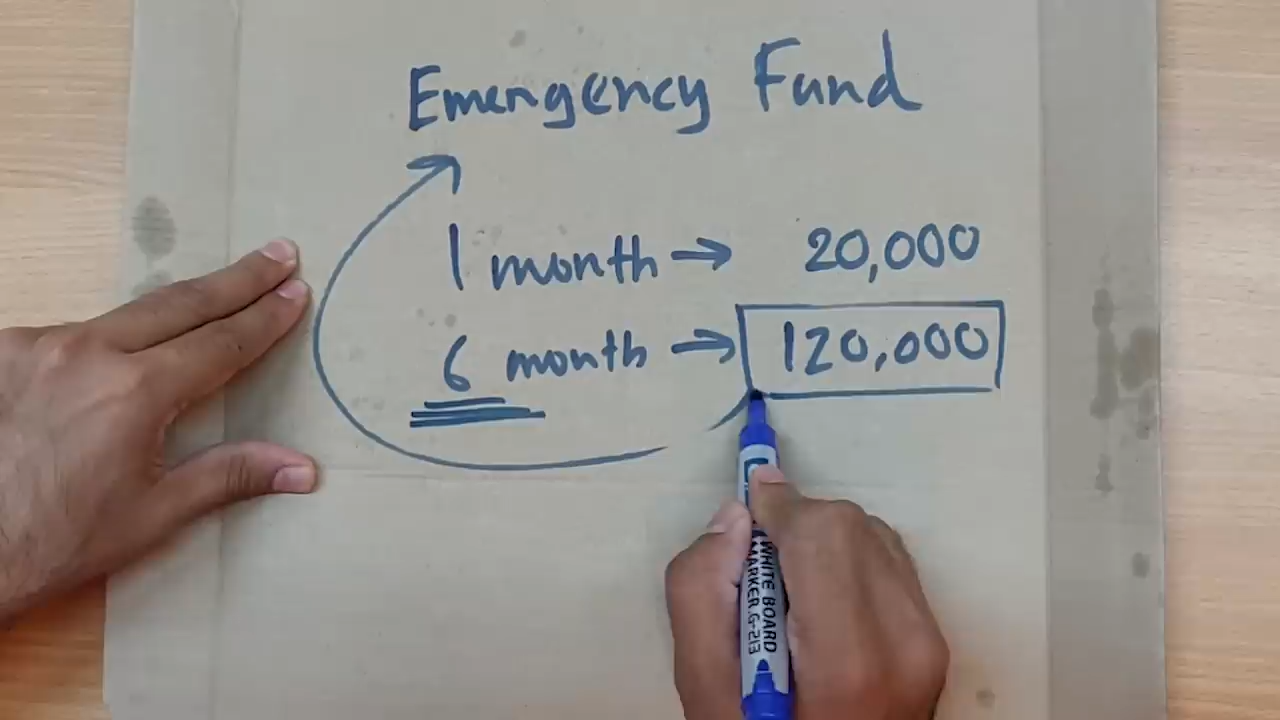 Emergency Fund
1 month → 20,000
6 month → 120,000
WHITE BOARD
MARKER G-213